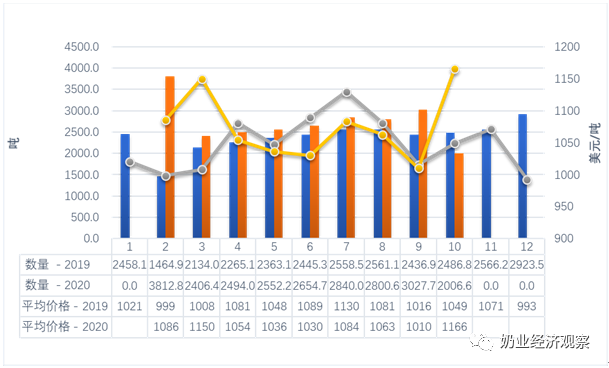 4500.0 1200
4000.0 1150
3500.0
3000.0 1100
2500.0 1050
2000.0
1500.0 1000
1000.0 950
500.0
0.0 900
吨
美元/吨
1 2 3 4 5 6 7 8 9 10 11 12
数量 - 2019 2458.1 1464.9 2134.0 2265.1 2363.1 2445.3 2558.5 2561.1 2436.9 2486.8 2566.2 2923.5
数量 - 2020 0.0 3812.8 2406.4 2494.0 2552.2 2654.7 2840.0 2800.6 3027.7 2006.6 0.0 0.0
平均价格 - 2019 1021 999 1008 1081 1048 1089 1130 1081 1016 1049 1071 993
平均价格 - 2020 1086 1150 1054 1036 1030 1084 1063 1010 1166
奶业经济观察